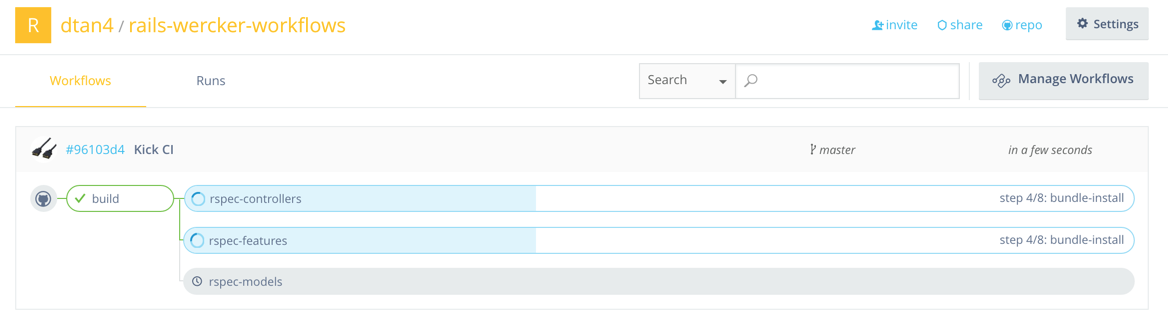 R dtan4 / rails-wercker-workflows invite share repo Settings
Workflows Runs Search Manage Workflows
#96103d4 Kick CI master in a few seconds
build rspec-controllers step 4/8: bundle-install
rspec-features step 4/8: bundle-install
rspec-models